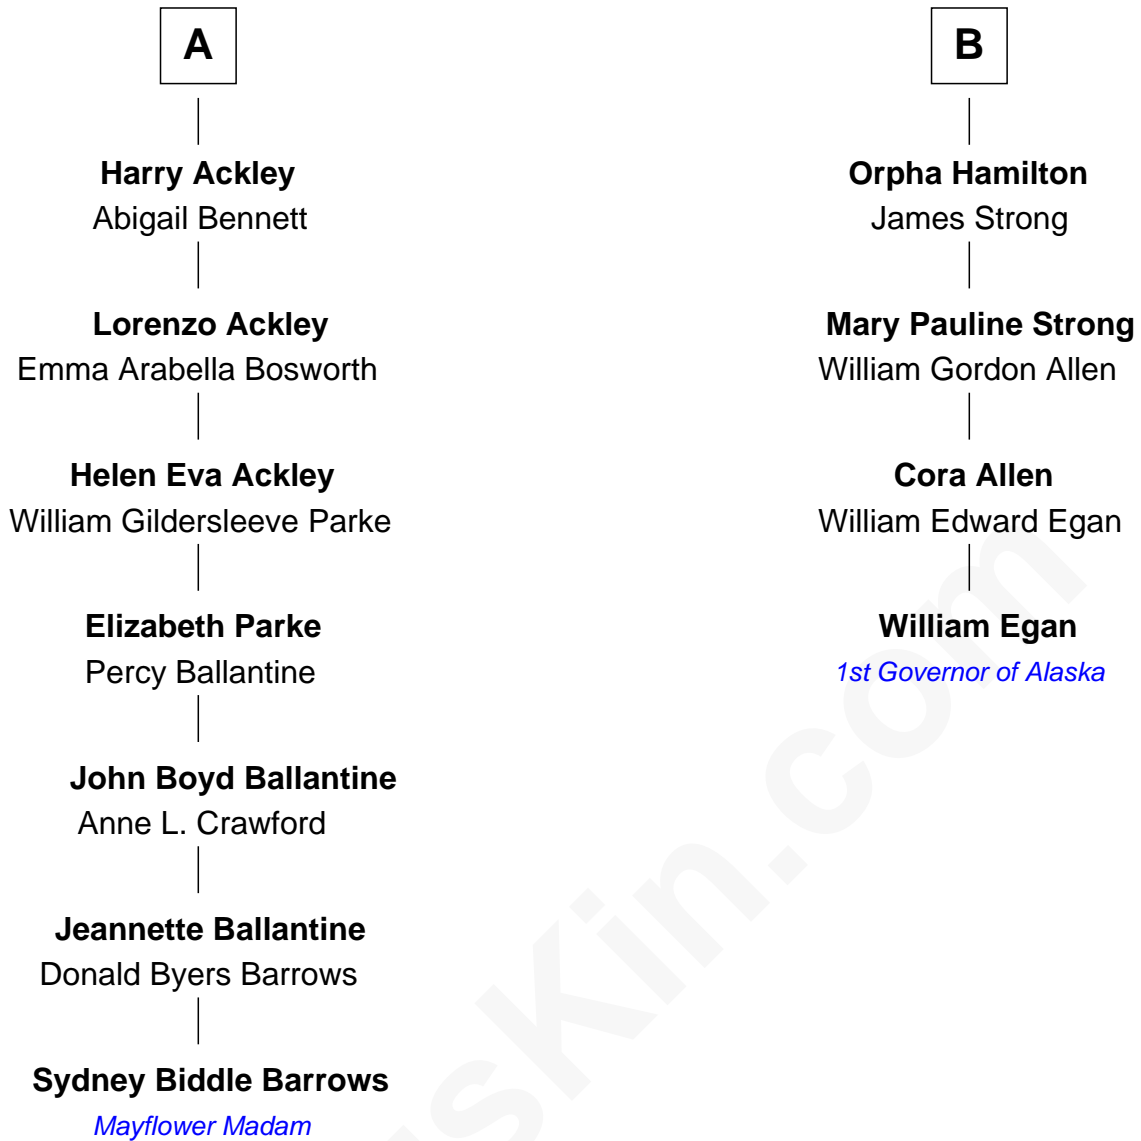 A
Harry Ackley
Abigail Bennett
Lorenzo Ackley
Emma Arabella Bosworth
Helen Eva Ackley
William Gildersleeve Parke
Elizabeth Parke
Percy Ballantine
John Boyd Ballantine
Anne L. Crawford
Jeannette Ballantine
Donald Byers Barrows
Sydney Biddle Barrows
Mayflower Madam
B
Orpha Hamilton
James Strong
Mary Pauline Strong
William Gordon Allen
Cora Allen
William Edward Egan
William Egan
1st Governor of Alaska